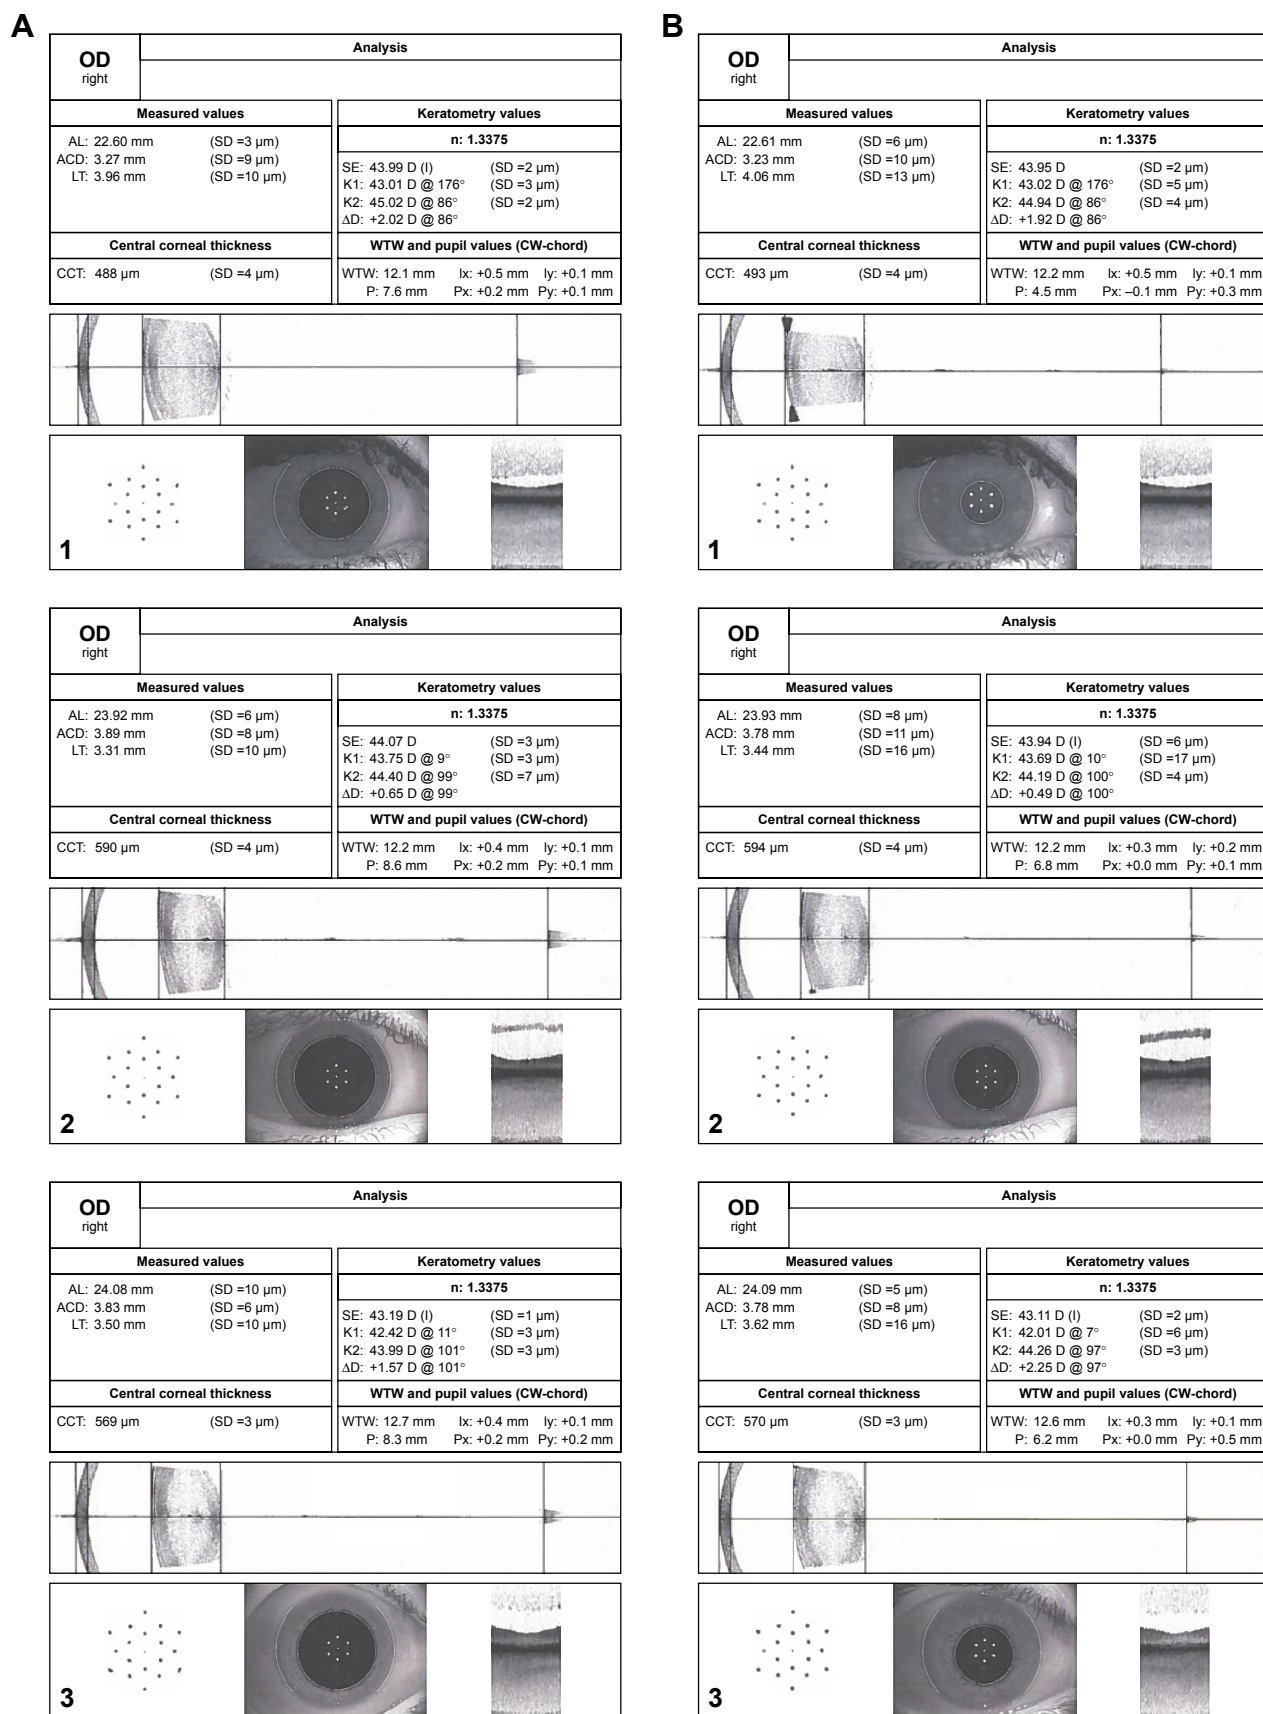 A
OD
right
Analysis
Measured values
AL: 22.60 mm (SD =3 µm)
ACD: 3.27 mm (SD =9 µm)
LT: 3.96 mm (SD =10 µm)
Keratometry values
n: 1.3375
SE: 43.99 D (I) (SD =2 µm)
K1: 43.01 D @ 176° (SD =3 µm)
K2: 45.02 D @ 86° (SD =2 µm)
ΔD: +2.02 D @ 86°
Central corneal thickness
CCT: 488 µm (SD =4 µm)
WTW and pupil values (CW-chord)
WTW: 12.1 mm Ix: +0.5 mm Iy: +0.1 mm
P: 7.6 mm Px: +0.2 mm Py: +0.1 mm
1
OD
right
Analysis
Measured values
AL: 23.92 mm (SD =6 µm)
ACD: 3.89 mm (SD =8 µm)
LT: 3.31 mm (SD =10 µm)
Keratometry values
n: 1.3375
SE: 44.07 D (SD =3 µm)
K1: 43.75 D @ 9° (SD =3 µm)
K2: 44.40 D @ 99° (SD =7 µm)
ΔD: +0.65 D @ 99°
Central corneal thickness
CCT: 590 µm (SD =4 µm)
WTW and pupil values (CW-chord)
WTW: 12.2 mm Ix: +0.4 mm Iy: +0.1 mm
P: 8.6 mm Px: +0.2 mm Py: +0.1 mm
2
OD
right
Analysis
Measured values
AL: 24.08 mm (SD =10 µm)
ACD: 3.83 mm (SD =6 µm)
LT: 3.50 mm (SD =10 µm)
Keratometry values
n: 1.3375
SE: 43.19 D (I) (SD =1 µm)
K1: 42.42 D @ 11° (SD =3 µm)
K2: 43.99 D @ 101° (SD =3 µm)
ΔD: +1.57 D @ 101°
Central corneal thickness
CCT: 569 µm (SD =3 µm)
WTW and pupil values (CW-chord)
WTW: 12.7 mm Ix: +0.4 mm Iy: +0.1 mm
P: 8.3 mm Px: +0.2 mm Py: +0.2 mm
3
B
OD
right
Analysis
Measured values
AL: 22.61 mm (SD =6 µm)
ACD: 3.23 mm (SD =10 µm)
LT: 4.06 mm (SD =13 µm)
Keratometry values
n: 1.3375
SE: 43.95 D (SD =2 µm)
K1: 43.02 D @ 176° (SD =5 µm)
K2: 44.94 D @ 86° (SD =4 µm)
ΔD: +1.92 D @ 86°
Central corneal thickness
CCT: 493 µm (SD =4 µm)
WTW and pupil values (CW-chord)
WTW: 12.2 mm Ix: +0.5 mm Iy: +0.1 mm
P: 4.5 mm Px: –0.1 mm Py: +0.3 mm
1
OD
right
Analysis
Measured values
AL: 23.93 mm (SD =8 µm)
ACD: 3.78 mm (SD =11 µm)
LT: 3.44 mm (SD =16 µm)
Keratometry values
n: 1.3375
SE: 43.94 D (I) (SD =6 µm)
K1: 43.69 D @ 10° (SD =17 µm)
K2: 44.19 D @ 100° (SD =4 µm)
ΔD: +0.49 D @ 100°
Central corneal thickness
CCT: 594 µm (SD =4 µm)
WTW and pupil values (CW-chord)
WTW: 12.2 mm Ix: +0.3 mm Iy: +0.2 mm
P: 6.8 mm Px: +0.0 mm Py: +0.1 mm
2
OD
right
Analysis
Measured values
AL: 24.09 mm (SD =5 µm)
ACD: 3.78 mm (SD =8 µm)
LT: 3.62 mm (SD =16 µm)
Keratometry values
n: 1.3375
SE: 43.11 D (I) (SD =2 µm)
K1: 42.01 D @ 7° (SD =6 µm)
K2: 44.26 D @ 97° (SD =3 µm)
ΔD: +2.25 D @ 97°
Central corneal thickness
CCT: 570 µm (SD =3 µm)
WTW and pupil values (CW-chord)
WTW: 12.6 mm Ix: +0.3 mm Iy: +0.1 mm
P: 6.2 mm Px: +0.0 mm Py: +0.5 mm
3